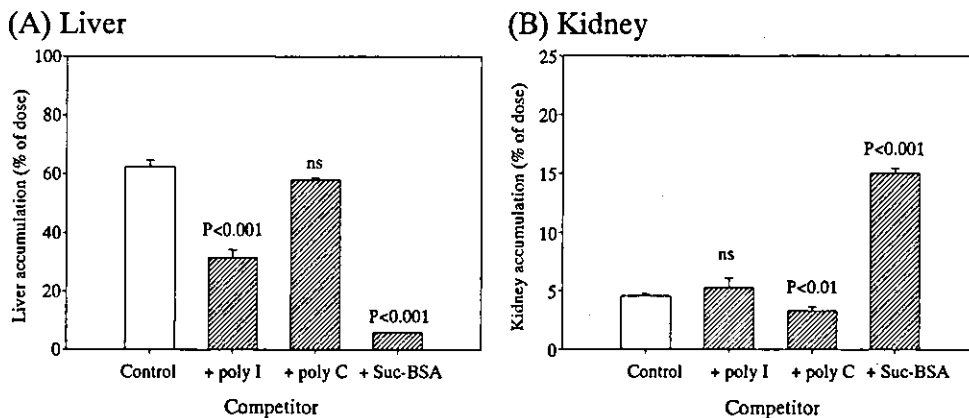 (A) Liver
Liver accumulation (% of dose)
100
80
60
40
20
0
P<0.001
ns
P<0.001
Control
+ poly I
+ poly C
+ Suc-BSA
Competitor
(B) Kidney
Kidney accumulation (% of dose)
25
20
15
10
5
0
ns
P<0.01
P<0.001
Control
+ poly I
+ poly C
+ Suc-BSA
Competitor